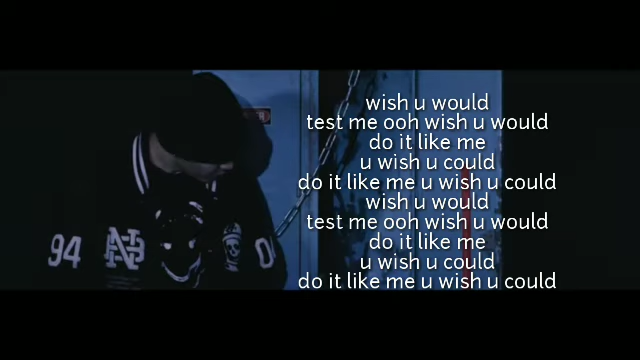 wish u would
test me ooh wish u would
do it like me
u wish u could
do it like me u wish u could
wish u would
test me ooh wish u would
do it like me
u wish u could
do it like me u wish u could
94
N
0